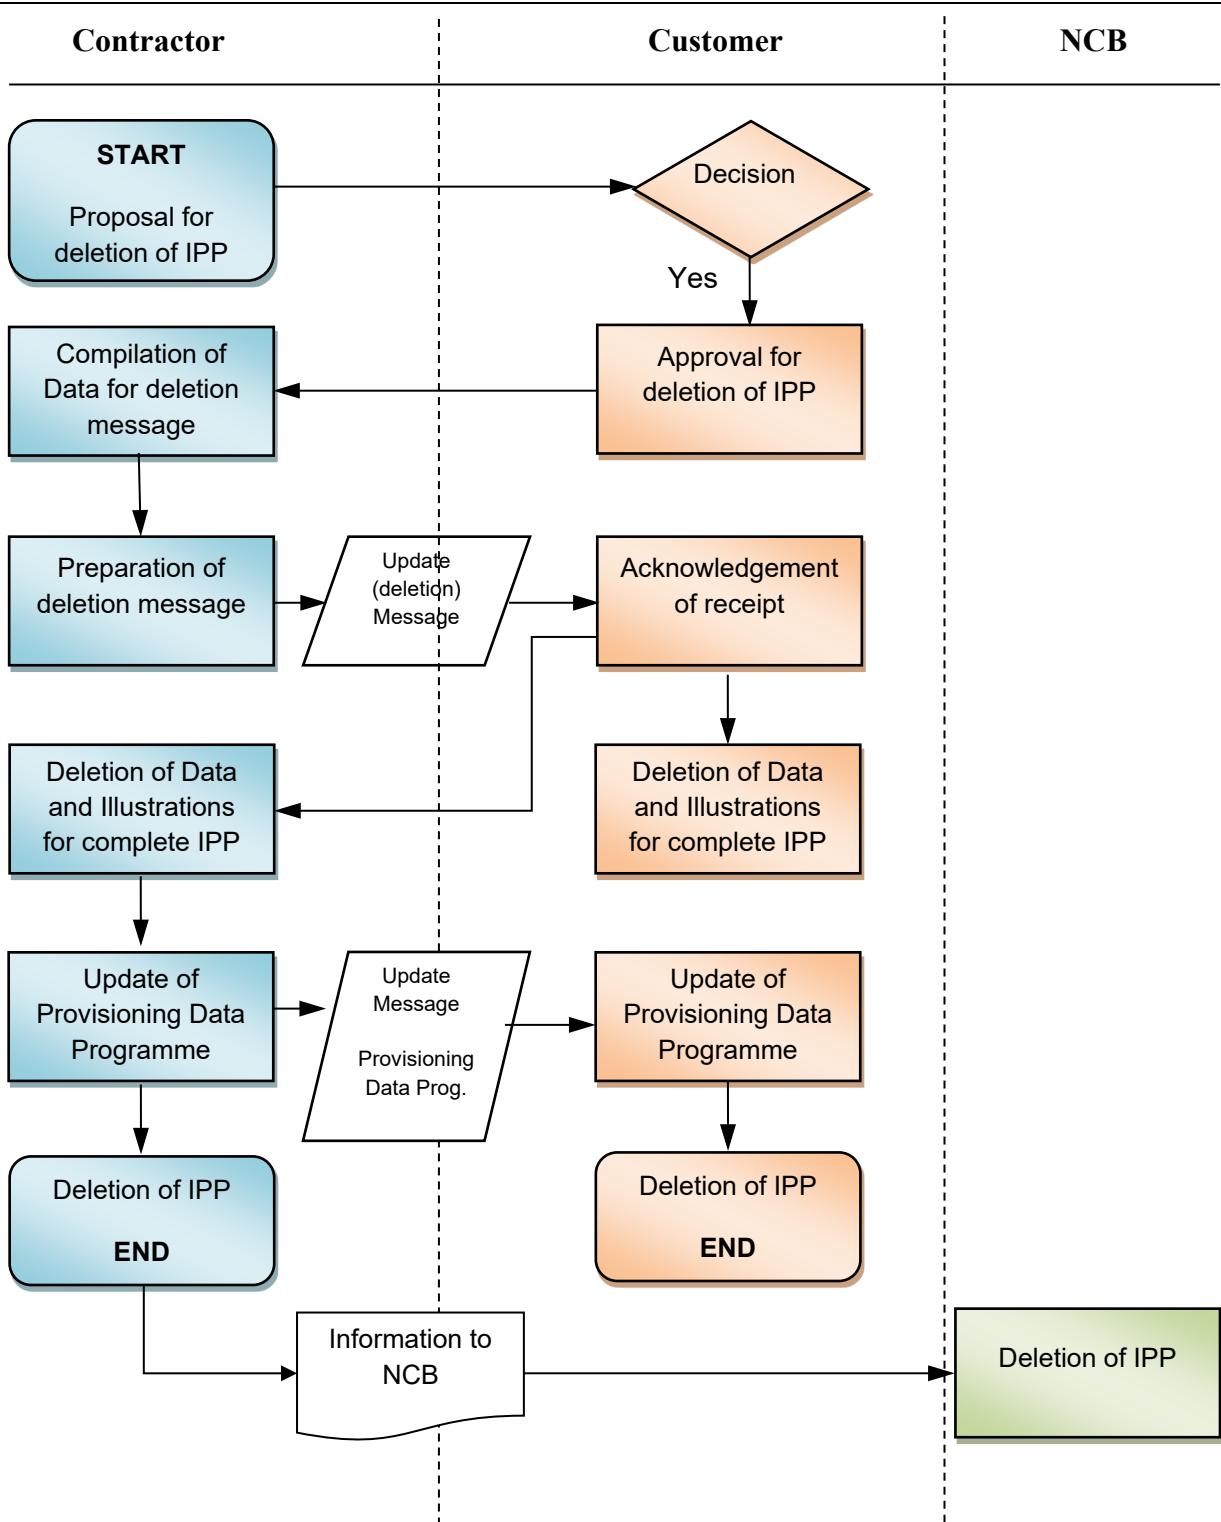 Contractor
Customer
NCB
START
Proposal for
deletion of IPP
Decision
Yes
Compilation of
Data for deletion
message
Approval for
deletion of IPP
Preparation of
deletion message
Update
(deletion)
Message
Acknowledgement
of receipt
Deletion of Data
and Illustrations
for complete IPP
Deletion of Data
and Illustrations
for complete IPP
Update of
Provisioning Data
Programme
Update
Message
Provisioning
Data Prog.
Update of
Provisioning Data
Programme
Deletion of IPP
END
Deletion of IPP
END
Information to
NCB
Deletion of IPP